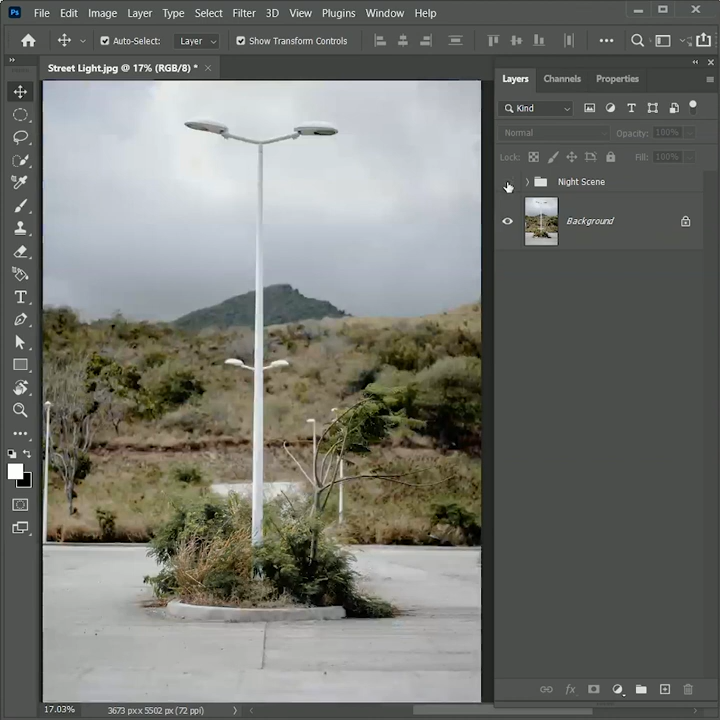 Ps File Edit Image Layer Type Select Filter 3D View Plugins Window Help
Auto-Select: Layer Show Transform Controls
Street Light.jpg @ 17% (RGB/8) *
Layers Channels Properties
Kind
Normal Opacity: 100%
Lock: Fill: 100%
Night Scene
Background
T
fx
17.03% 3673 px x 5502 px (72 ppi)